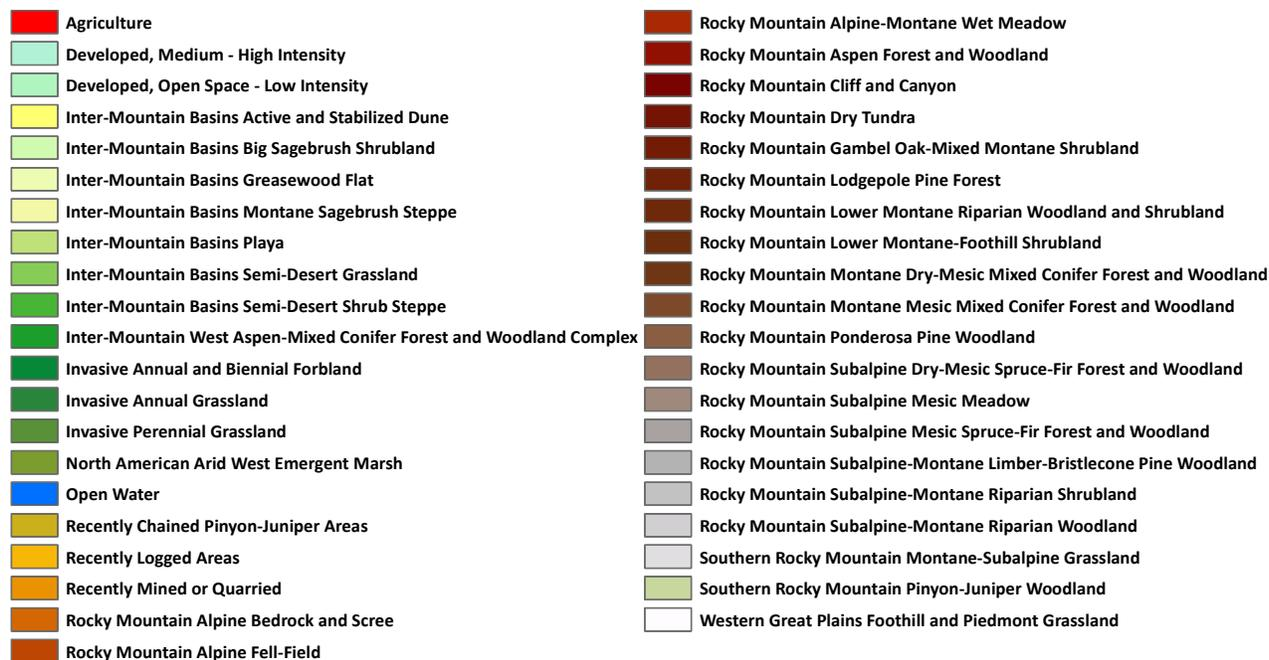 Agriculture
Developed, Medium - High Intensity
Developed, Open Space - Low Intensity
Inter-Mountain Basins Active and Stabilized Dune
Inter-Mountain Basins Big Sagebrush Shrubland
Inter-Mountain Basins Greasewood Flat
Inter-Mountain Basins Montane Sagebrush Steppe
Inter-Mountain Basins Playa
Inter-Mountain Basins Semi-Desert Grassland
Inter-Mountain Basins Semi-Desert Shrub Steppe
Inter-Mountain West Aspen-Mixed Conifer Forest and Woodland Complex
Invasive Annual and Biennial Forbland
Invasive Annual Grassland
Invasive Perennial Grassland
North American Arid West Emergent Marsh
Open Water
Recently Chained Pinyon-Juniper Areas
Recently Logged Areas
Recently Mined or Quarried
Rocky Mountain Alpine Bedrock and Scree
Rocky Mountain Alpine Fell-Field
Rocky Mountain Alpine-Montane Wet Meadow
Rocky Mountain Aspen Forest and Woodland
Rocky Mountain Cliff and Canyon
Rocky Mountain Dry Tundra
Rocky Mountain Gambel Oak-Mixed Montane Shrubland
Rocky Mountain Lodgepole Pine Forest
Rocky Mountain Lower Montane Riparian Woodland and Shrubland
Rocky Mountain Lower Montane-Foothill Shrubland
Rocky Mountain Montane Dry-Mesic Mixed Conifer Forest and Woodland
Rocky Mountain Montane Mesic Mixed Conifer Forest and Woodland
Rocky Mountain Ponderosa Pine Woodland
Rocky Mountain Subalpine Dry-Mesic Spruce-Fir Forest and Woodland
Rocky Mountain Subalpine Mesic Meadow
Rocky Mountain Subalpine Mesic Spruce-Fir Forest and Woodland
Rocky Mountain Subalpine-Montane Limber-Bristlecone Pine Woodland
Rocky Mountain Subalpine-Montane Riparian Shrubland
Rocky Mountain Subalpine-Montane Riparian Woodland
Southern Rocky Mountain Montane-Subalpine Grassland
Southern Rocky Mountain Pinyon-Juniper Woodland
Western Great Plains Foothill and Piedmont Grassland